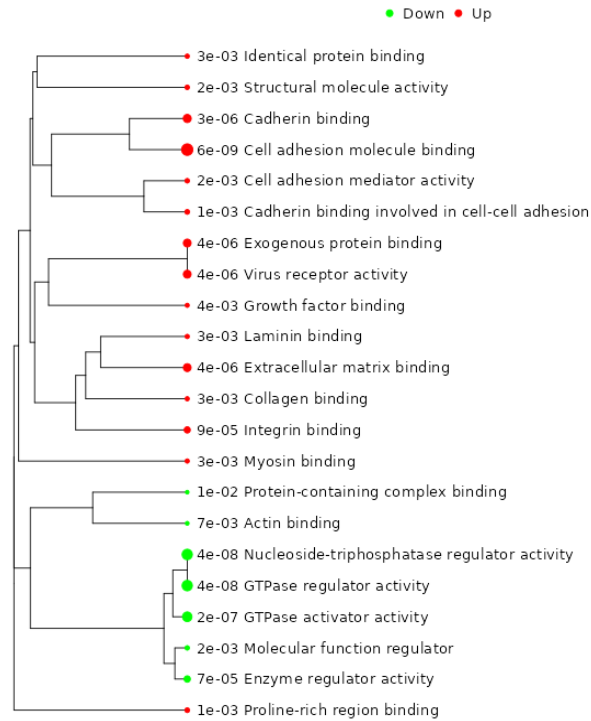 Down Up
3e-03 Identical protein binding
2e-03 Structural molecule activity
3e-06 Cadherin binding
6e-09 Cell adhesion molecule binding
2e-03 Cell adhesion mediator activity
1e-03 Cadherin binding involved in cell-cell adhesion
4e-06 Exogenous protein binding
4e-06 Virus receptor activity
4e-03 Growth factor binding
3e-03 Laminin binding
4e-06 Extracellular matrix binding
3e-03 Collagen binding
9e-05 Integrin binding
3e-03 Myosin binding
1e-02 Protein-containing complex binding
7e-03 Actin binding
4e-08 Nucleoside-triphosphatase regulator activity
4e-08 GTPase regulator activity
2e-07 GTPase activator activity
2e-03 Molecular function regulator
7e-05 Enzyme regulator activity
1e-03 Proline-rich region binding